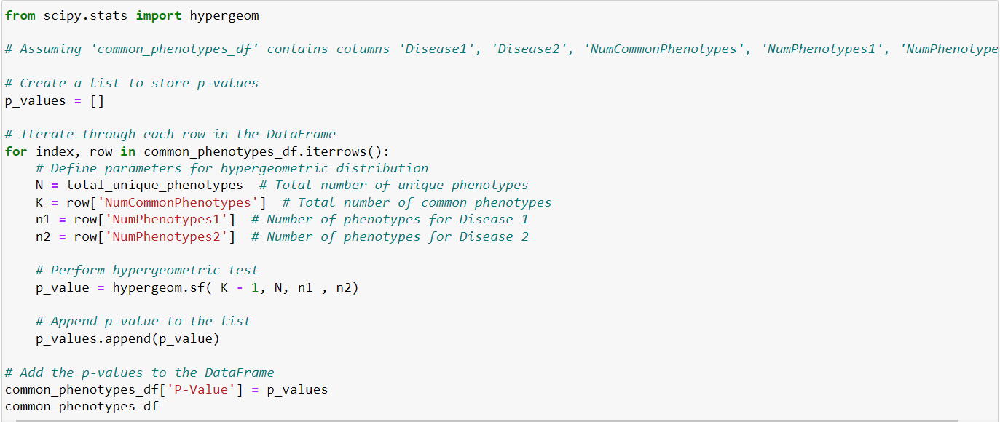 from scipy.stats import hypergeom
# Assuming 'common_phenotypes_df' contains columns 'Disease1', 'Disease2', 'NumCommonPhenotypes', 'NumPhenotypes1', 'NumPhenotype
# Create a list to store p-values
p_values = []
# Iterate through each row in the DataFrame
for index, row in common_phenotypes_df.iterrows():
    # Define parameters for hypergeometric distribution
    N = total_unique_phenotypes  # Total number of unique phenotypes
    K = row['NumCommonPhenotypes']  # Total number of common phenotypes
    n1 = row['NumPhenotypes1']  # Number of phenotypes for Disease 1
    n2 = row['NumPhenotypes2']  # Number of phenotypes for Disease 2
    # Perform hypergeometric test
    p_value = hypergeom.sf( K - 1, N, n1 , n2)
    # Append p-value to the list
    p_values.append(p_value)
# Add the p-values to the DataFrame
common_phenotypes_df['P-Value'] = p_values
common_phenotypes_df